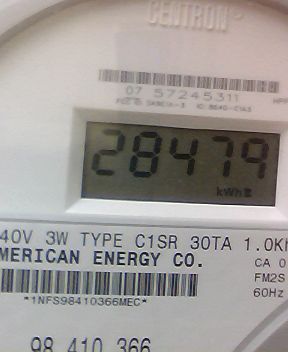 CENTRON
07 57245311
28479
kWh
40V 3W TYPE C1SR 30TA 1.0Kh
MERICAN ENERGY CO.
CA 0
FM2S
60Hz
*1NFS98410366MEC*
98 410 366